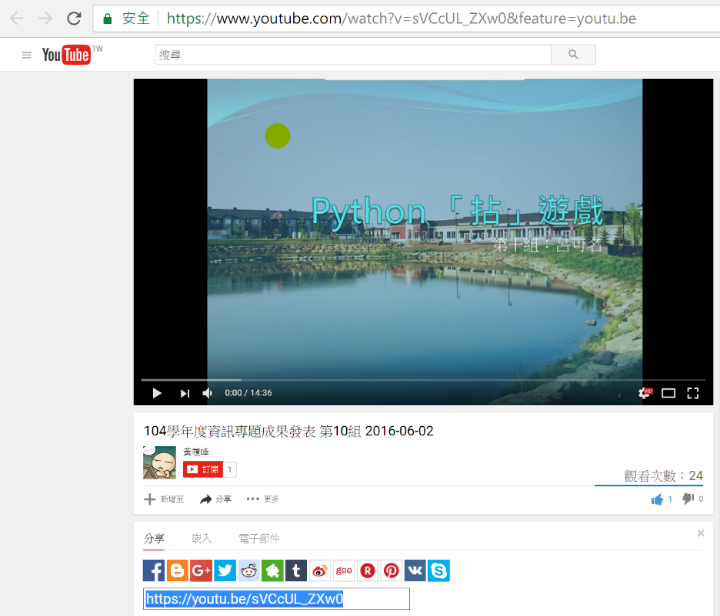 安全 https://www.youtube.com/watch?v=sVCcUL_ZXw0&feature=youtu.be
YouTube TW
搜尋
Python 「拈」遊戲
第十組：呂可名
0:00 / 14:36
HD
104學年度資訊專題成果發表 第10組 2016-06-02
訂閱 1
觀看次數：24
新增至 分享 更多 1 0
分享 嵌入 電子郵件
https://youtu.be/sVCcUL_ZXw0